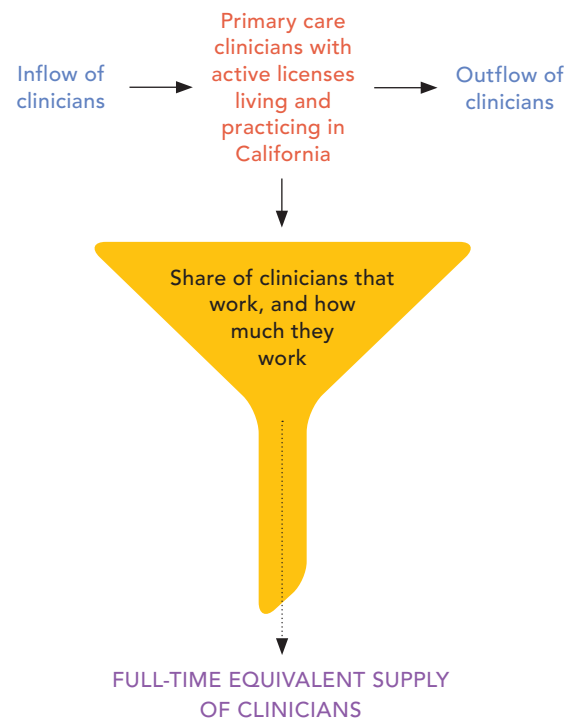 Inflow of
clinicians
Primary care
clinicians with
active licenses
living and
practicing in
California
Outflow of
clinicians
Share of clinicians that
work, and how
much they
work
FULL-TIME EQUIVALENT SUPPLY
OF CLINICIANS